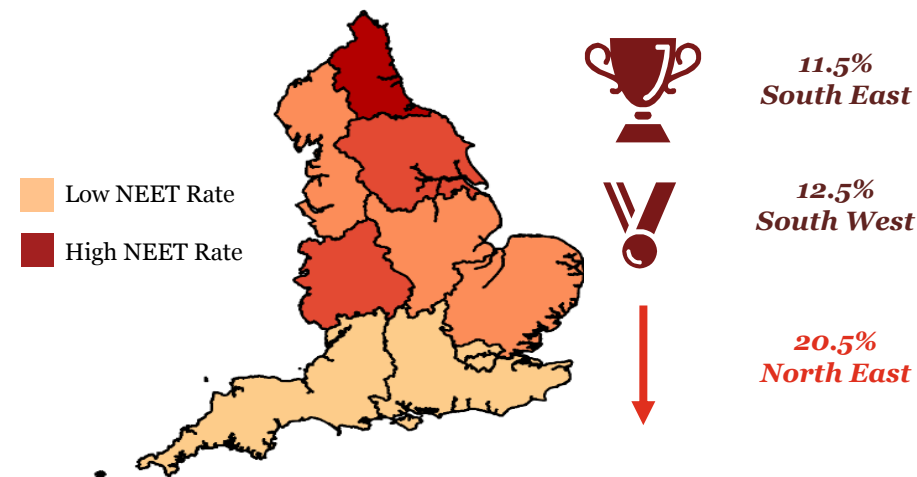 Low NEET Rate
High NEET Rate
11.5%
South East
12.5%
South West
20.5%
North East